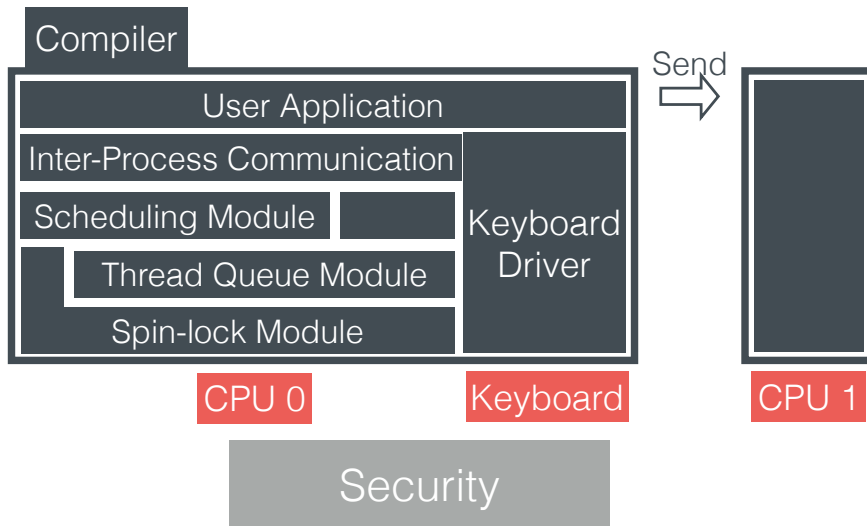 Compiler
Send
User Application
Inter-Process Communication
Scheduling Module
Keyboard
Driver
Thread Queue Module
Spin-lock Module
CPU 0
Keyboard
CPU 1
Security